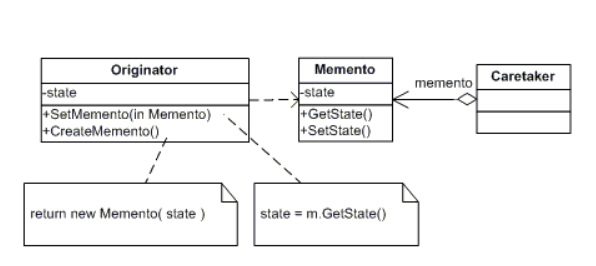 Originator
-state
+SetMemento(in Memento)
+CreateMemento()
Memento
-state
+GetState()
+SetState()
memento
Caretaker
return new Memento( state )
state = m.GetState()